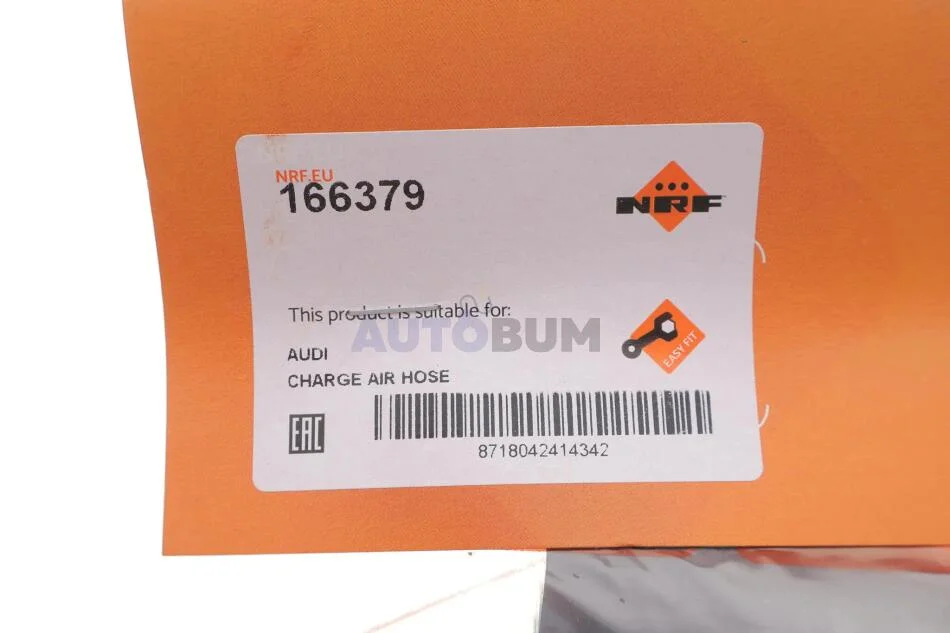 NRF.EU
166379
NRF
This product is suitable for:
AUTOBUM
EASY FIT
AUDI
CHARGE AIR HOSE
EAC
8718042414342